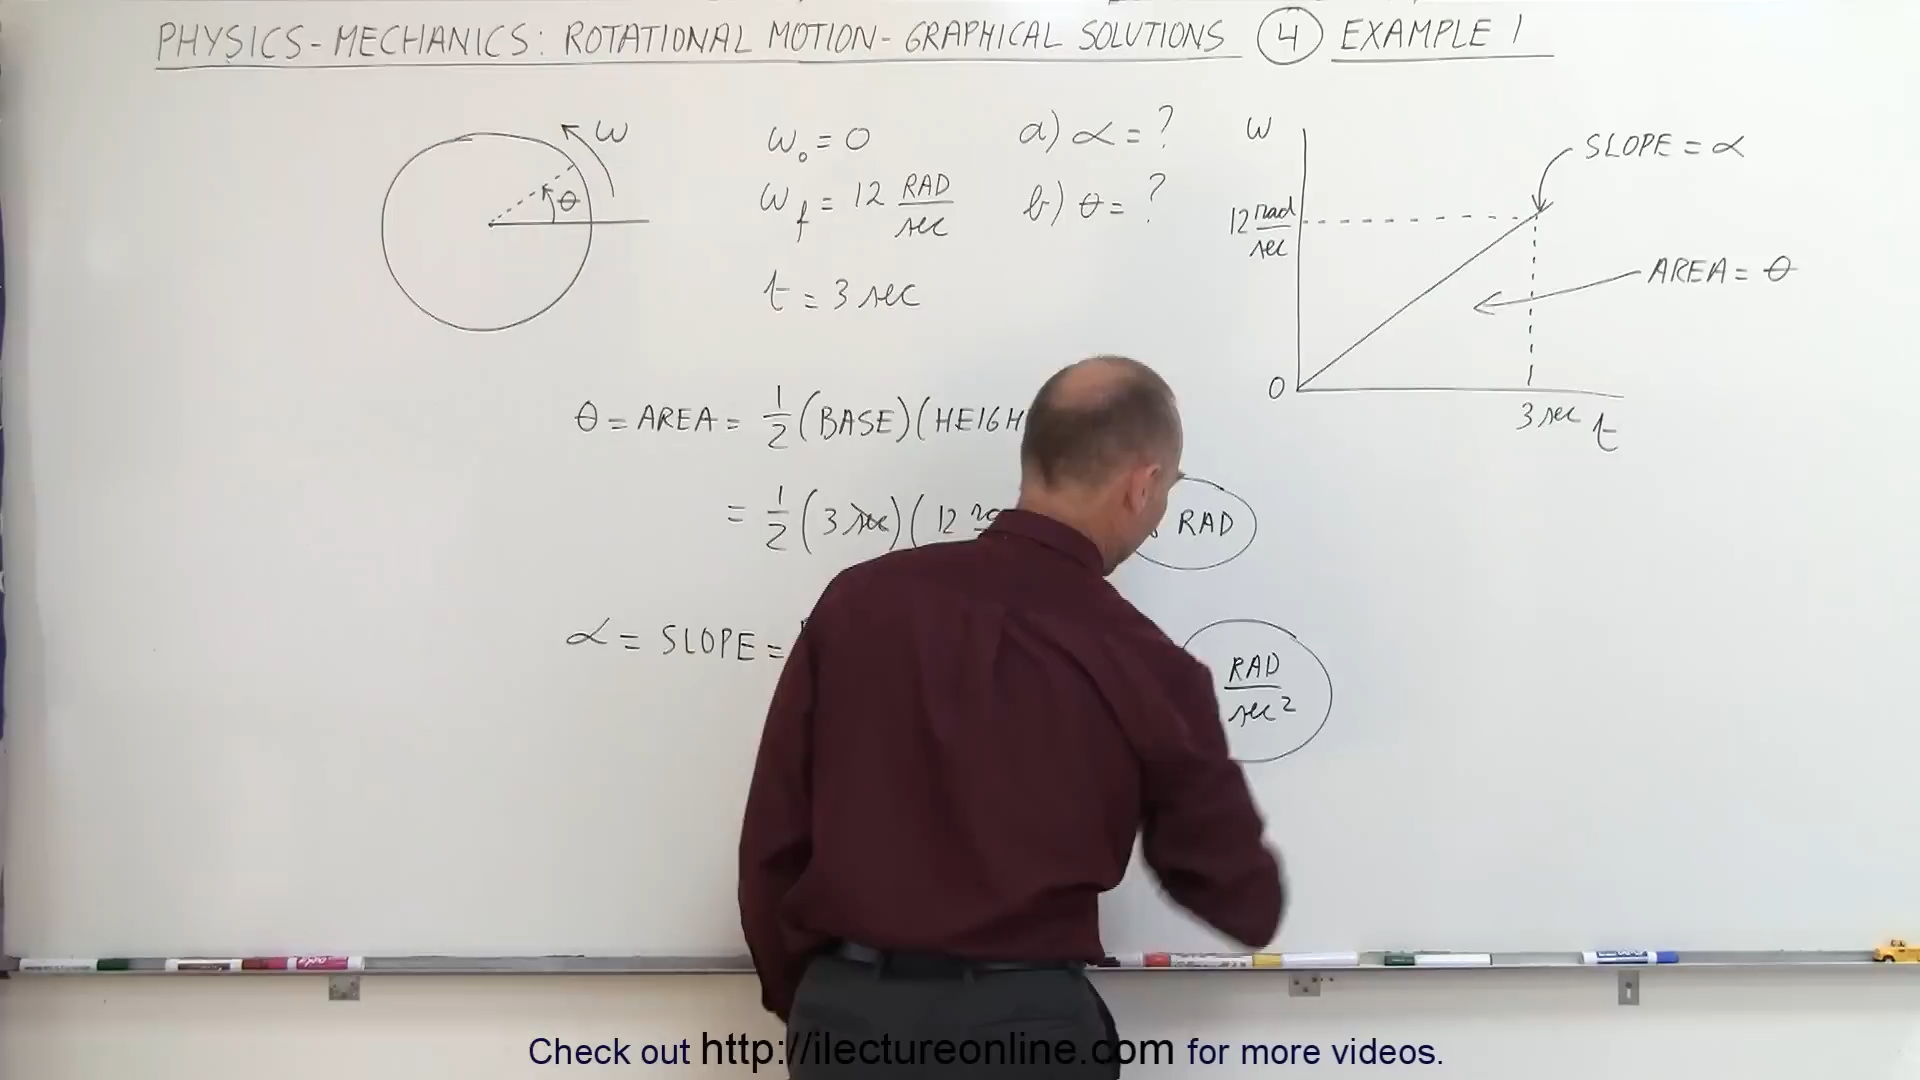 PHYSICS-MECHANICS: ROTATIONAL MOTION-GRAPHICAL SOLUTIONS ④ EXAMPLE 1
ω
θ
ω₀ = 0
ω_f = 12 RAD/sec
t = 3 sec
a) α = ?
b) θ = ?
ω
12 rad/sec
0
3 sec t
SLOPE = α
AREA = θ
θ = AREA = 1/2 (BASE)(HEIGH
= 1/2 (3 sec)(12 RAD
α = SLOPE =
RAD/sec²
Check out http://ilectureonline.com for more videos.